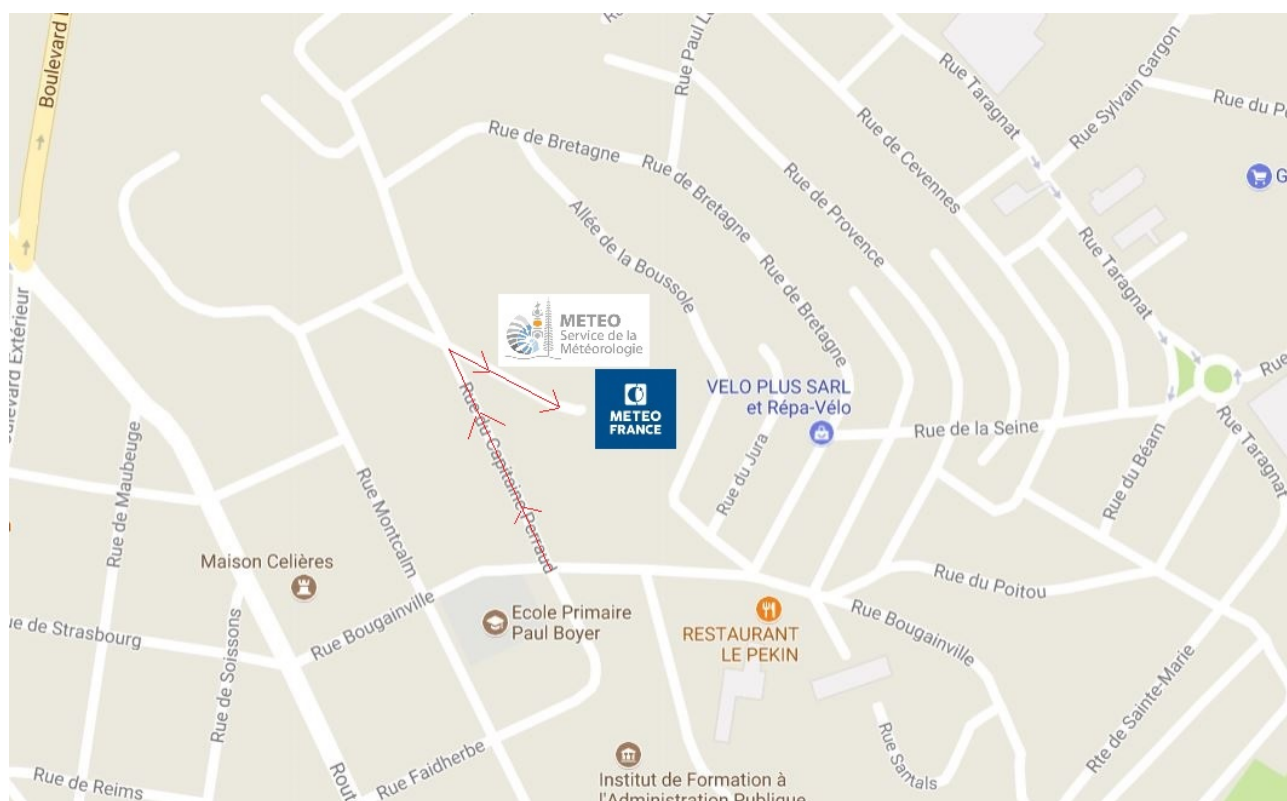 Boulevard
Rue Paul
Rue Taragnat
Rue Sylvain Gargon
Rue du
Rue de Bretagne
Rue de Bretagne
Rue de Cevennes
Rue de Provence
G
Allée de la Boussole
Rue de Bretagne
Rue Taragnat
METEO
Service de la
Météorologie
METEO
FRANCE
VELO PLUS SARL
et Répa-Vélo
Rue
Extérieur
Rue de la Seine
Rue du Capitaine Perraud
Rue de Maubeuge
Rue Montcalm
Rue du Jura
Rue du Béarn
Rue Taragnat
Maison Celières
Rue du Poitou
Rue Bougainville
Ecole Primaire
Paul Boyer
RESTAURANT
LE PEKIN
Rue Bougainville
ue de Strasbourg
Rue de Soissons
Rte de Sainte-Marie
Rue Faidherbe
Rue Santals
Rue de Reims
Rout
Institut de Formation à
l'Administration Publique